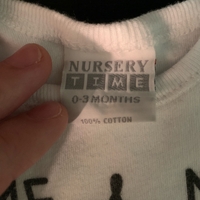 NURSERY
TIME
0-3 MONTHS
100% COTTON